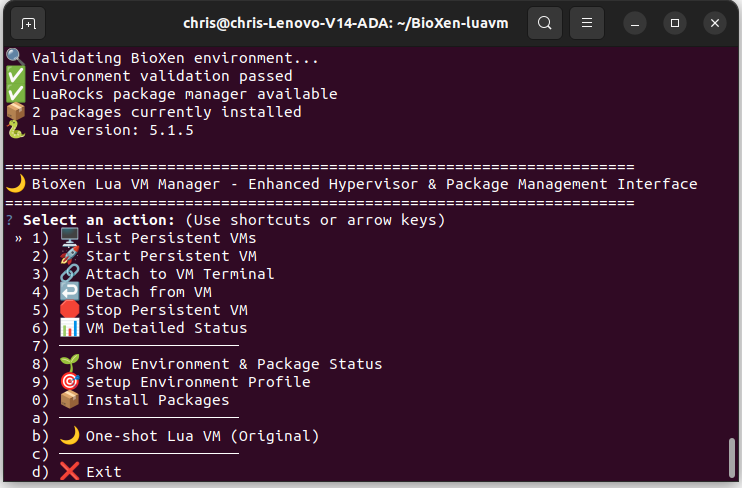 chris@chris-Lenovo-V14-ADA: ~/BioXen-luavm
🔍 Validating BioXen environment...
✅ Environment validation passed
✅ LuaRocks package manager available
📦 2 packages currently installed
🐍 Lua version: 5.1.5
======================================================================
🌙 BioXen Lua VM Manager - Enhanced Hypervisor & Package Management Interface
======================================================================
? Select an action: (Use shortcuts or arrow keys)
» 1) 🖥️ List Persistent VMs
2) 🚀 Start Persistent VM
3) 🔗 Attach to VM Terminal
4) ↩️ Detach from VM
5) 🛑 Stop Persistent VM
6) 📊 VM Detailed Status
7) ────────────────────
8) 🌱 Show Environment & Package Status
9) 🎯 Setup Environment Profile
0) 📦 Install Packages
a) ────────────────────
b) 🌙 One-shot Lua VM (Original)
c) ────────────────────
d) ❌ Exit